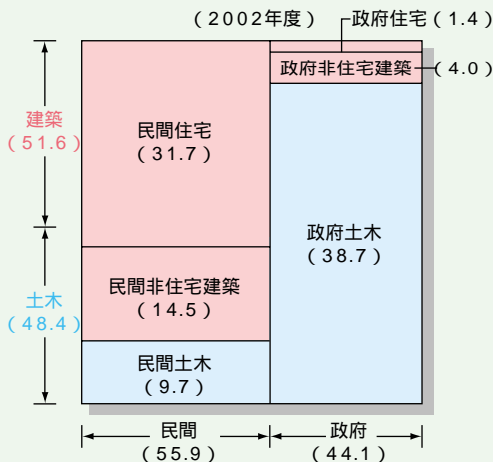 (2002年度)
政府住宅(1.4)
政府非住宅建築
(4.0)
建築
(51.6)
民間住宅
(31.7)
政府土木
(38.7)
民間非住宅建築
(14.5)
土木
(48.4)
民間土木
(9.7)
民間
(55.9)
政府
(44.1)